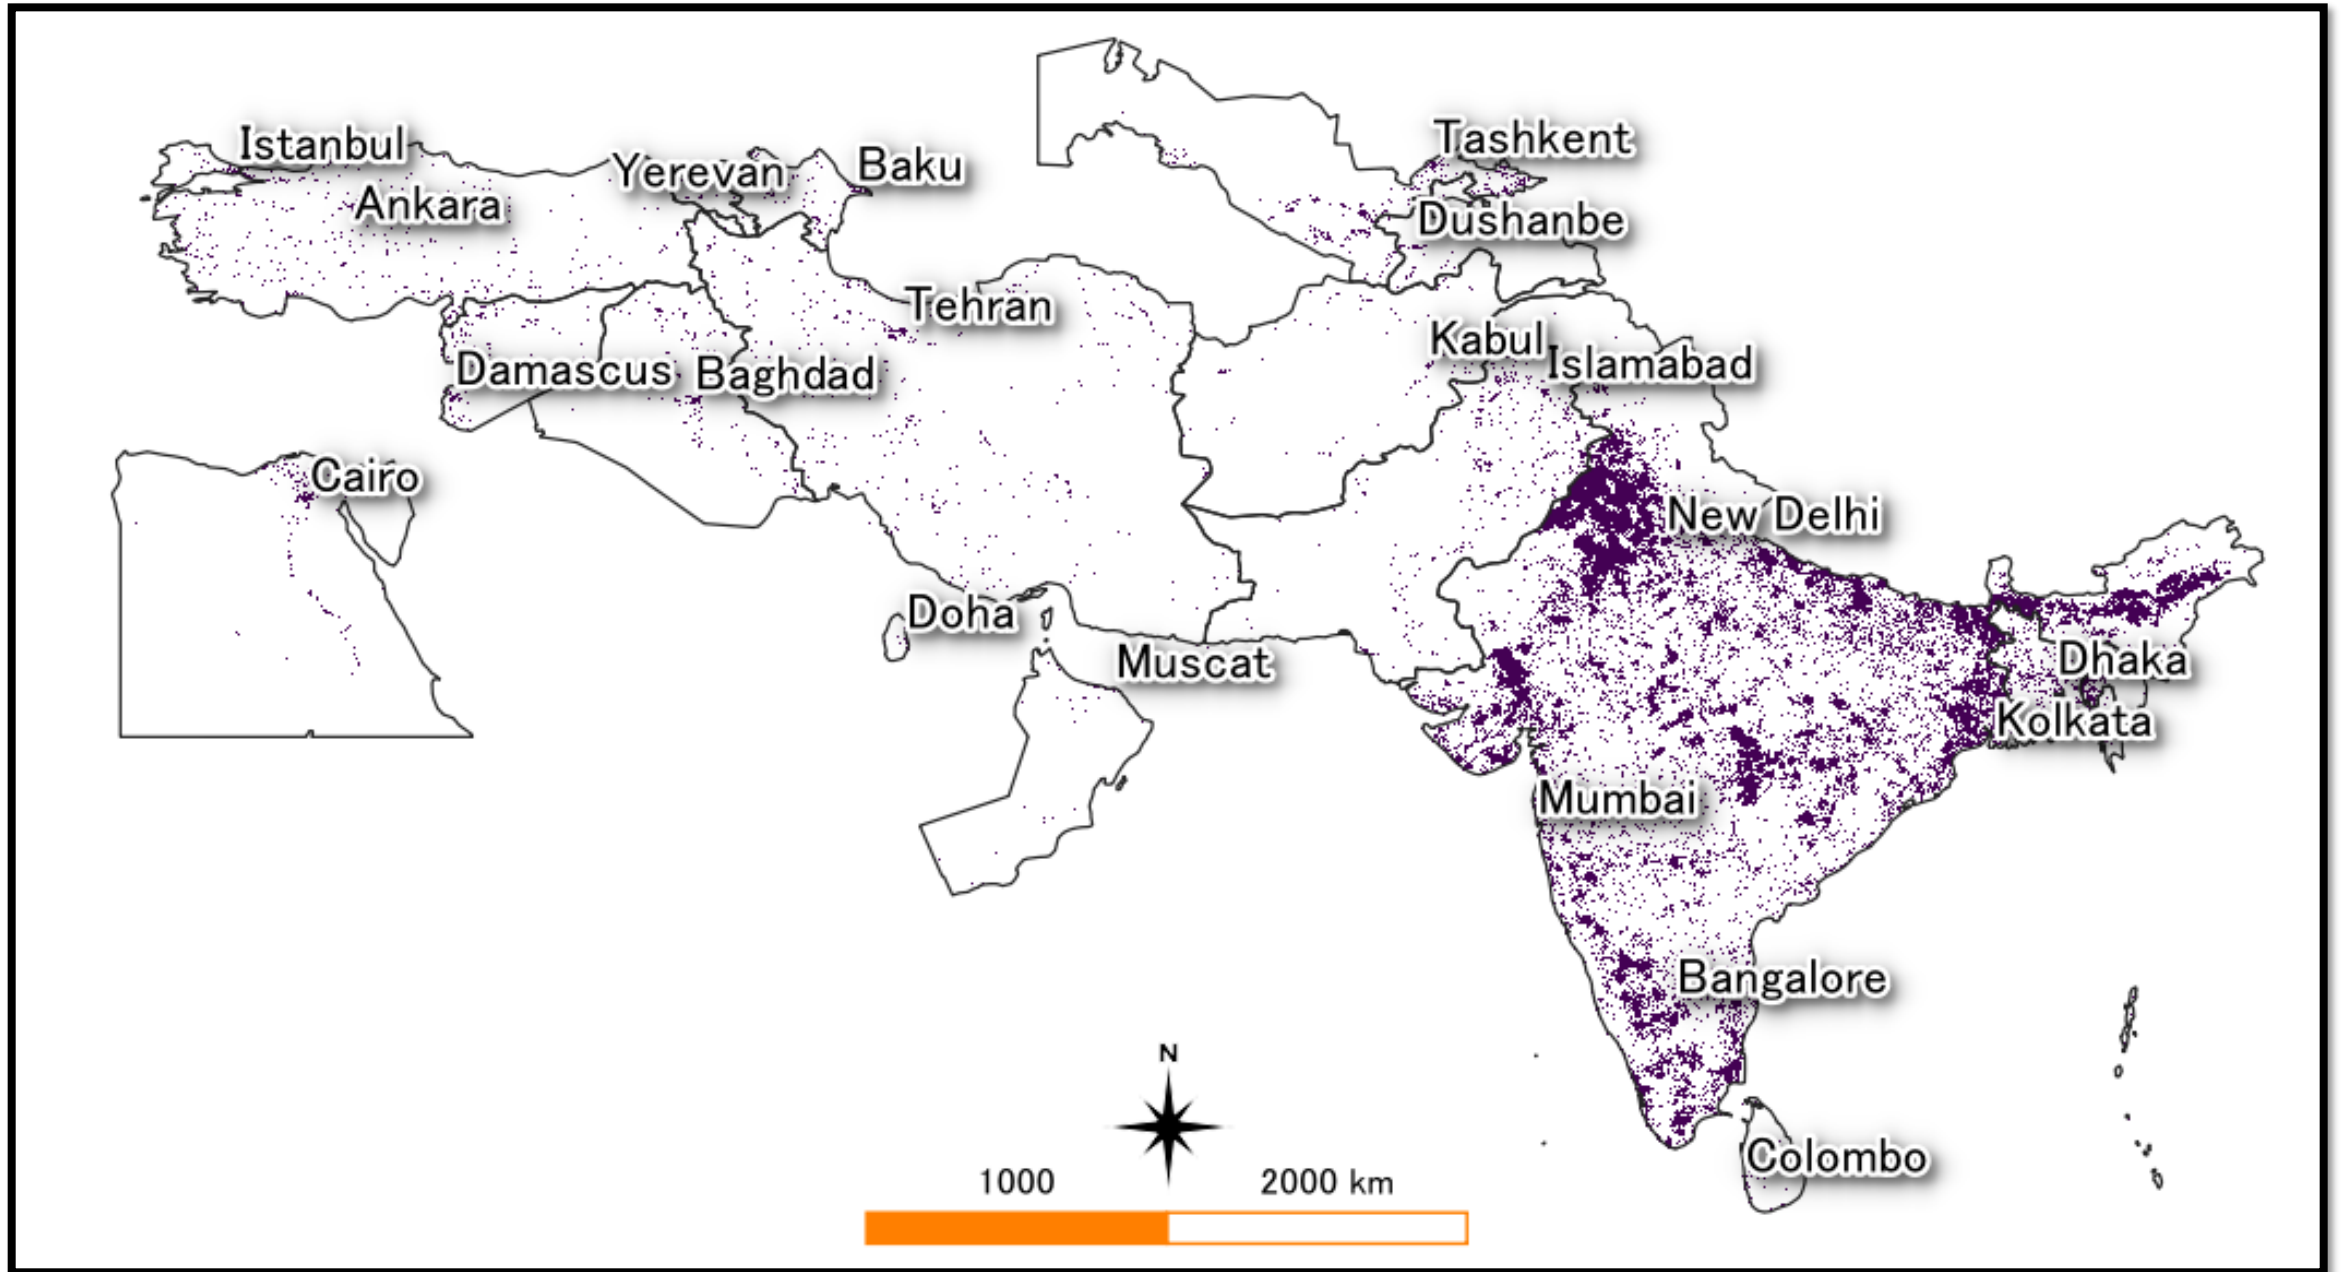 Istanbul
Ankara
Yerevan
Baku
Tashkent
Dushanbe
Tehran
Kabul
Islamabad
Damascus
Baghdad
Cairo
New Delhi
Doha
Muscat
Dhaka
Kolkata
Mumbai
Bangalore
N
Colombo
1000 2000 km